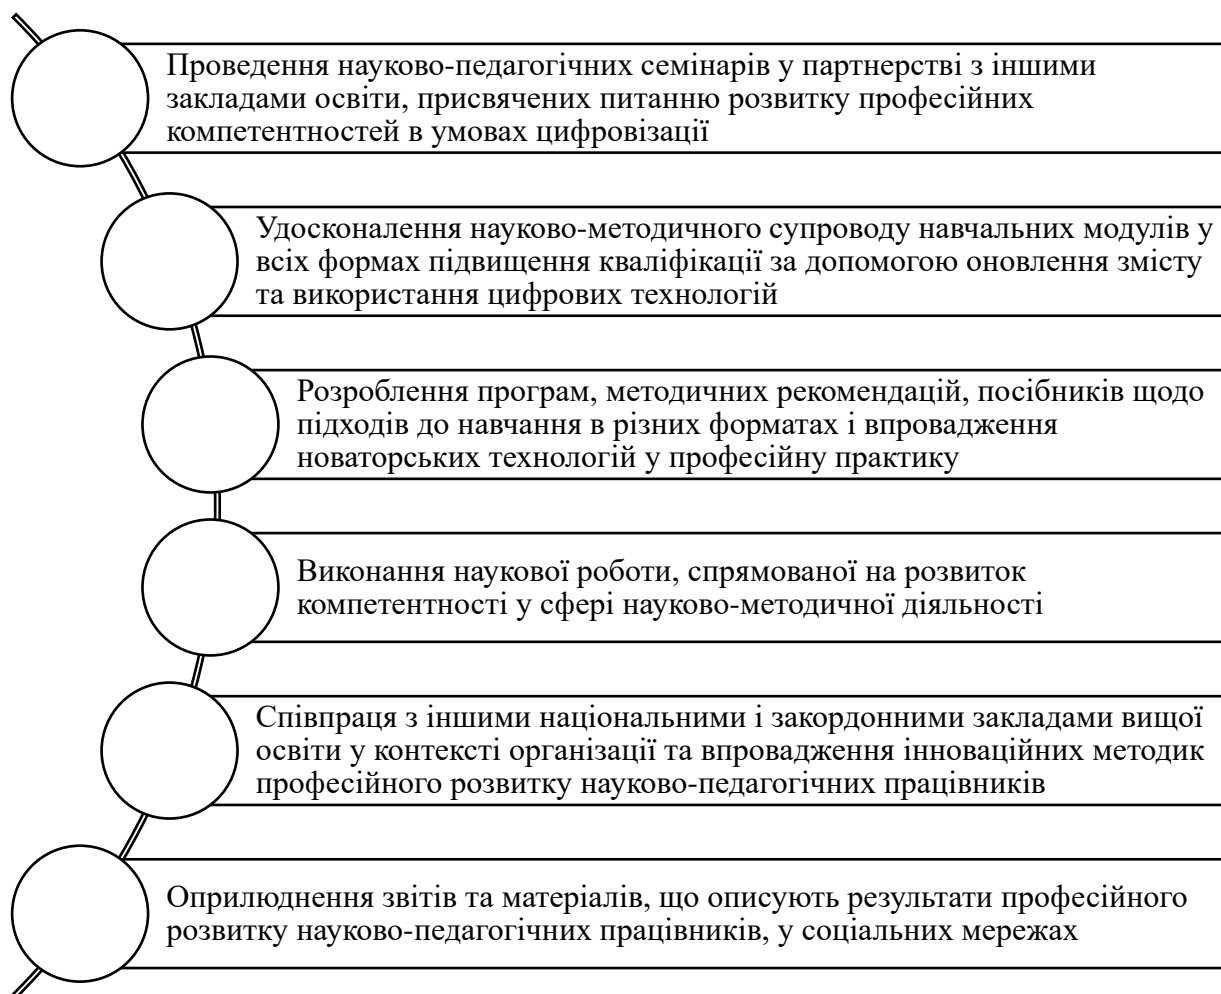 Проведення науково-педагогічних семінарів у партнерстві з іншими
закладами освіти, присвячених питанню розвитку професійних
компетентностей в умовах цифровізації
Удосконалення науково-методичного супроводу навчальних модулів у
всіх формах підвищення кваліфікації за допомогою оновлення змісту
та використання цифрових технологій
Розроблення програм, методичних рекомендацій, посібників щодо
підходів до навчання в різних форматах і впровадження
новаторських технологій у професійну практику
Виконання наукової роботи, спрямованої на розвиток
компетентності у сфері науково-методичної діяльності
Співпраця з іншими національними і закордонними закладами вищої
освіти у контексті організації та впровадження інноваційних методик
професійного розвитку науково-педагогічних працівників
Оприлюднення звітів та матеріалів, що описують результати професійного
розвитку науково-педагогічних працівників, у соціальних мережах